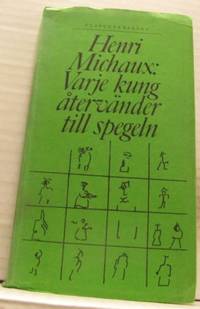 Henri
Michaux:
Varje kung
återvänder
till spegeln